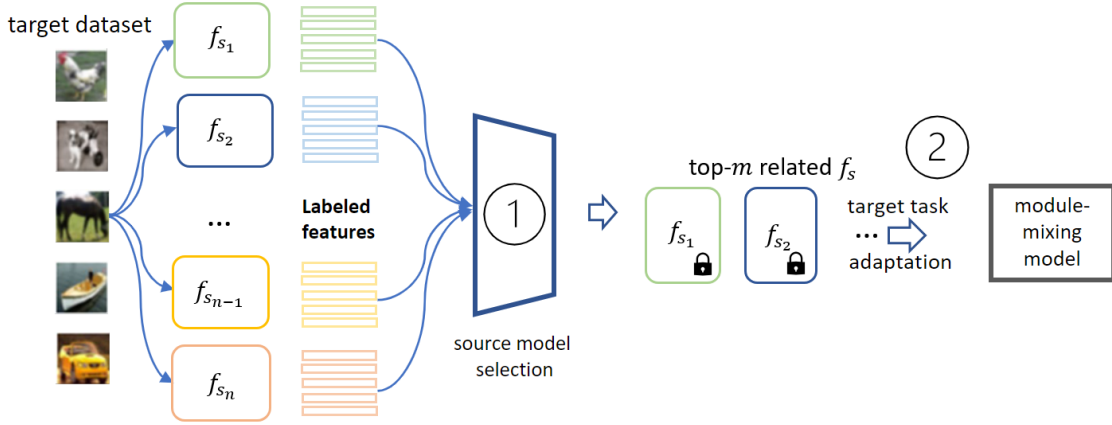 target dataset
f_{s_1}
f_{s_2}
...
Labeled
features
f_{s_{n-1}}
f_{s_n}
1
source model
selection
2
top-m related f_s
f_{s_1}
f_{s_2}
target task
...
adaptation
module-
mixing
model